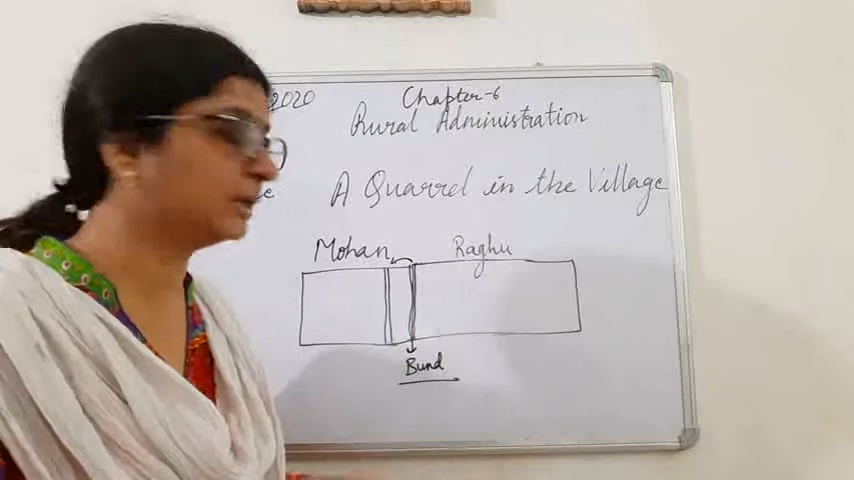 2020
Chapter-6
Rural Administration
A Quarrel in the Village
Mohan
Raghu
Bund